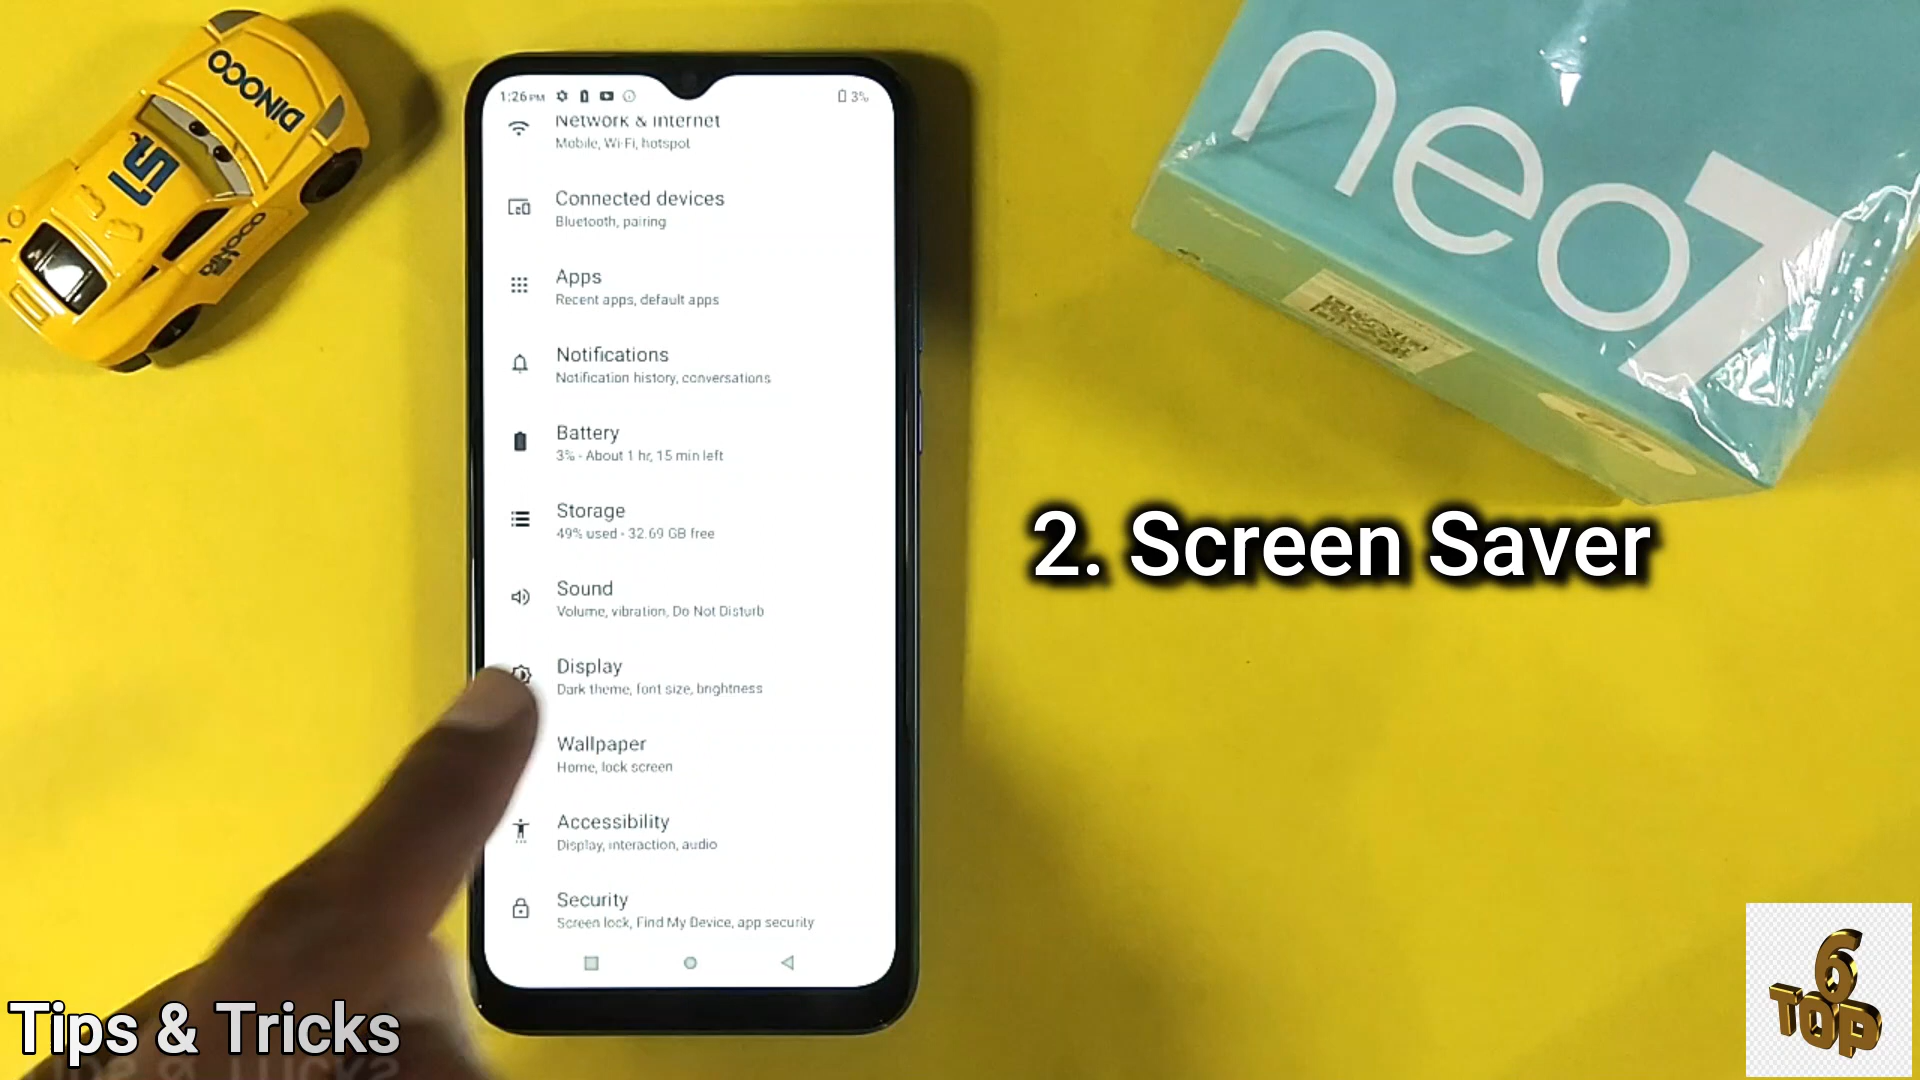 DINOCO
51
neo7
1:26 PM
3%
Network & internet
Mobile, Wi-Fi, hotspot
Connected devices
Bluetooth, pairing
Apps
Recent apps, default apps
Notifications
Notification history, conversations
Battery
3% - About 1 hr, 15 min left
Storage
49% used - 32.69 GB free
Sound
Volume, vibration, Do Not Disturb
Display
Dark theme, font size, brightness
Wallpaper
Home, lock screen
Accessibility
Display, interaction, audio
Security
Screen lock, Find My Device, app security
2. Screen Saver
Tips & Tricks
6
TOP